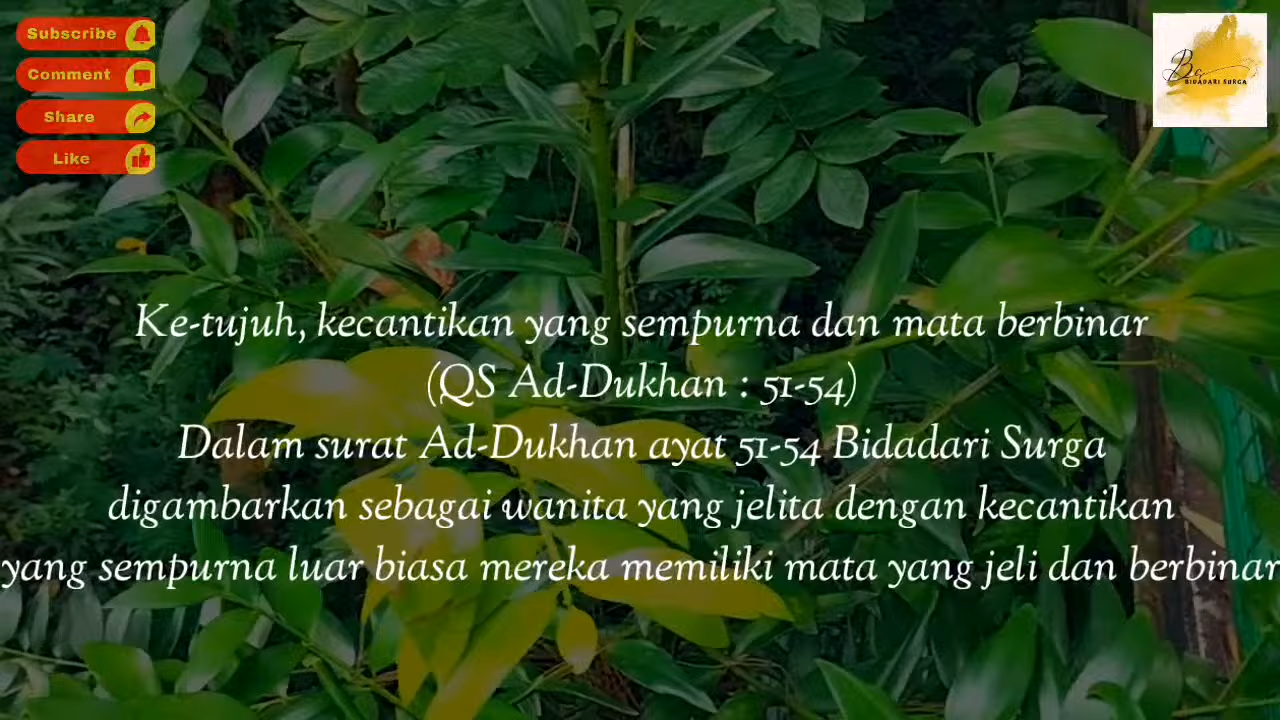 Subscribe
Comment
Share
Like
BIDADARI SURGA
Ke-tujuh, kecantikan yang sempurna dan mata berbinar
(QS Ad-Dukhan : 51-54)
Dalam surat Ad-Dukhan ayat 51-54 Bidadari Surga
digambarkan sebagai wanita yang jelita dengan kecantikan
yang sempurna luar biasa mereka memiliki mata yang jeli dan berbinar